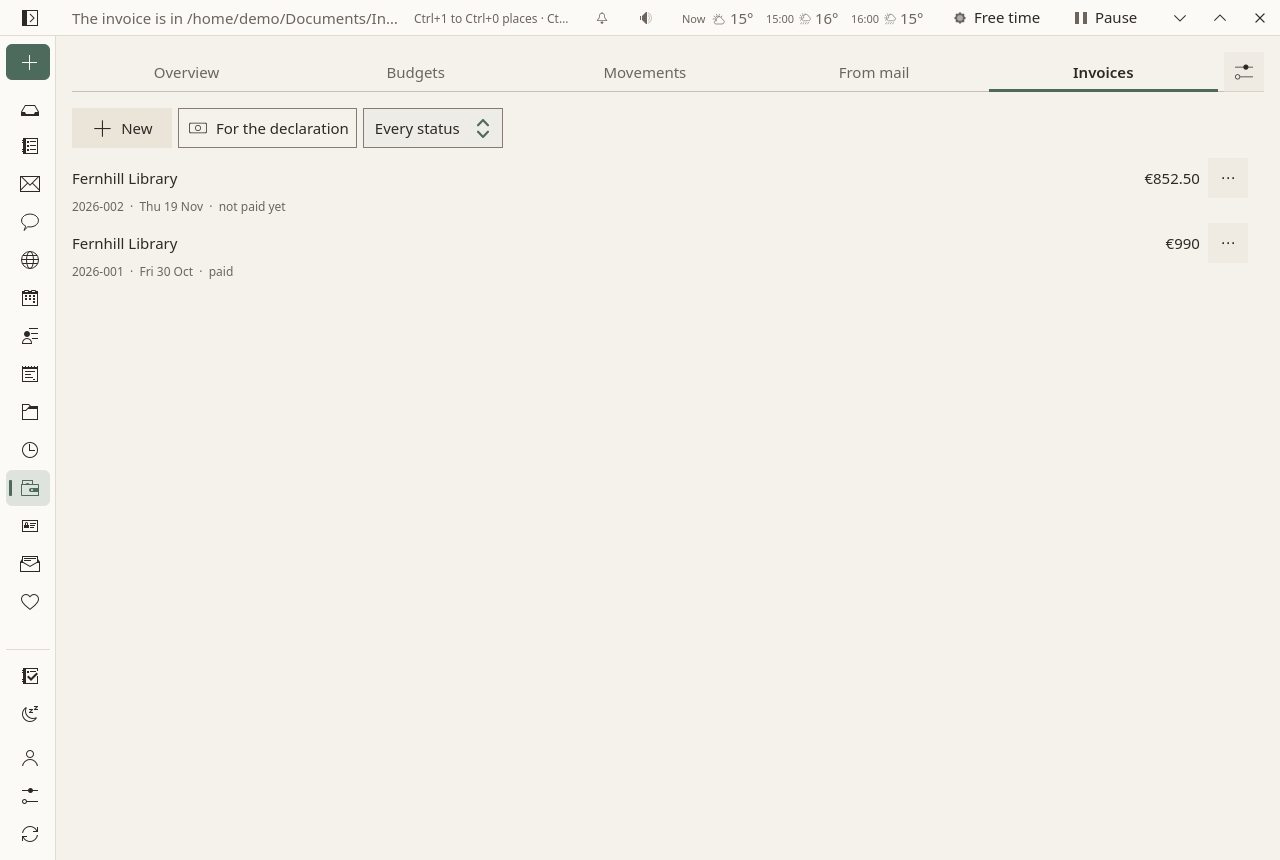 The invoice is in /home/demo/Documents/In...
Ctrl+1 to Ctrl+0 places · Ct...
Now 15° 15:00 16° 16:00 15°
Free time
Pause
Overview
Budgets
Movements
From mail
Invoices
New
For the declaration
Every status
Fernhill Library
€852.50
2026-002 · Thu 19 Nov · not paid yet
Fernhill Library
€990
2026-001 · Fri 30 Oct · paid